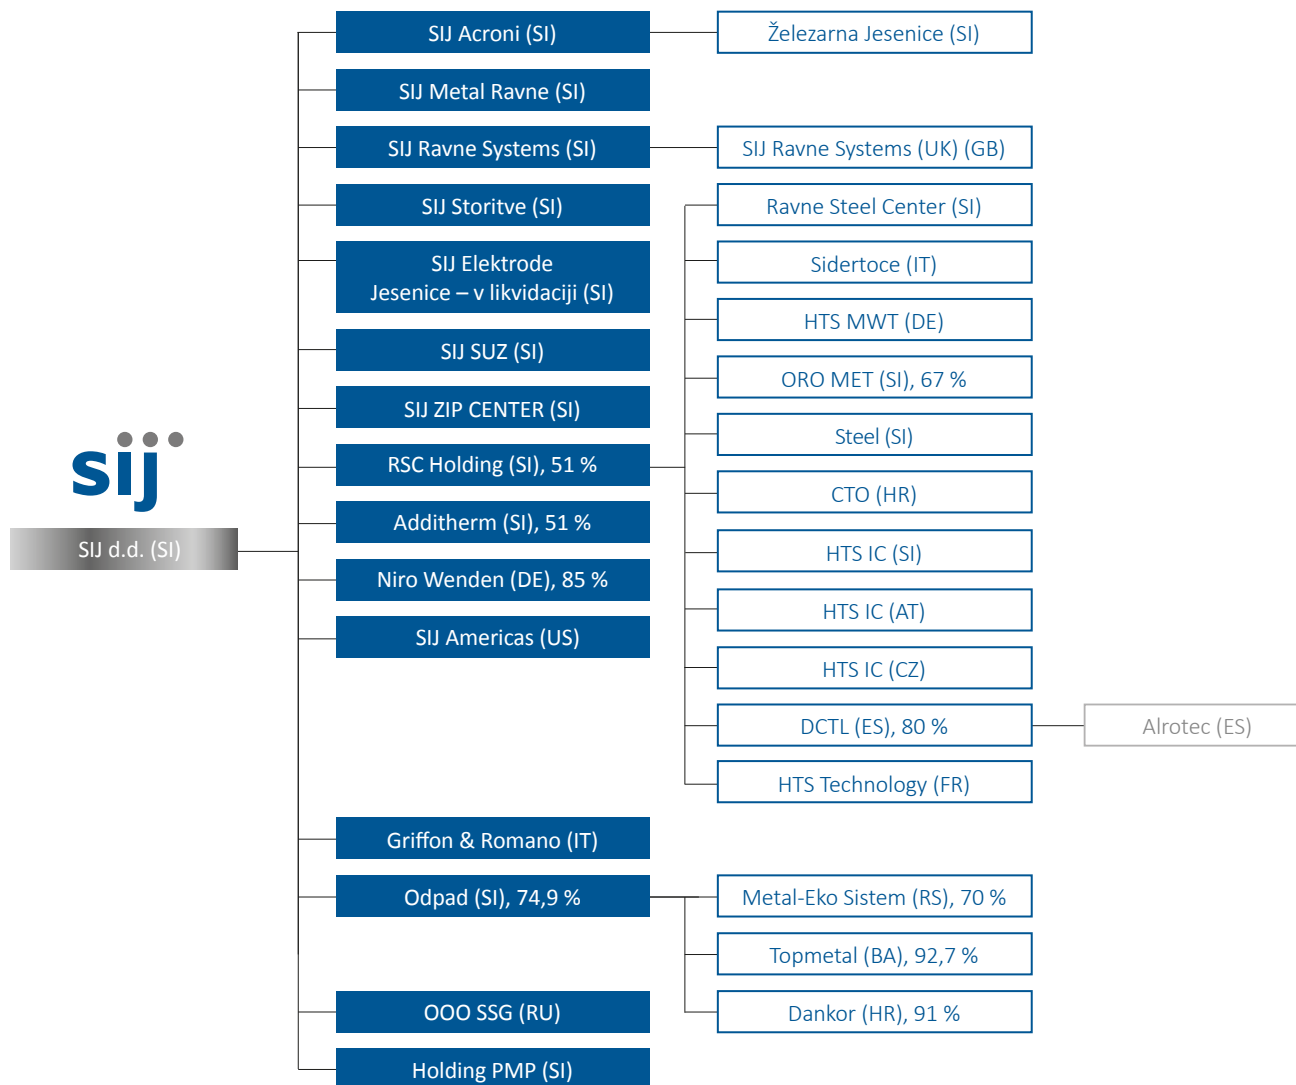 SIJ Acroni (SI)
Železarna Jesenice (SI)
SIJ Metal Ravne (SI)
SIJ Ravne Systems (SI)
SIJ Ravne Systems (UK) (GB)
SIJ Storitve (SI)
Ravne Steel Center (SI)
SIJ Elektrode
Jesenice – v likvidaciji (SI)
Sidertoce (IT)
HTS MWT (DE)
SIJ SUZ (SI)
ORO MET (SI), 67 %
SIJ ZIP CENTER (SI)
Steel (SI)
sij
RSC Holding (SI), 51 %
CTO (HR)
Additherm (SI), 51 %
SIJ d.d. (SI)
HTS IC (SI)
Niro Wenden (DE), 85 %
HTS IC (AT)
SIJ Americas (US)
HTS IC (CZ)
DCTL (ES), 80 %
Alrotec (ES)
HTS Technology (FR)
Griffon & Romano (IT)
Odpad (SI), 74,9 %
Metal-Eko Sistem (RS), 70 %
Topmetal (BA), 92,7 %
OOO SSG (RU)
Dankor (HR), 91 %
Holding PMP (SI)